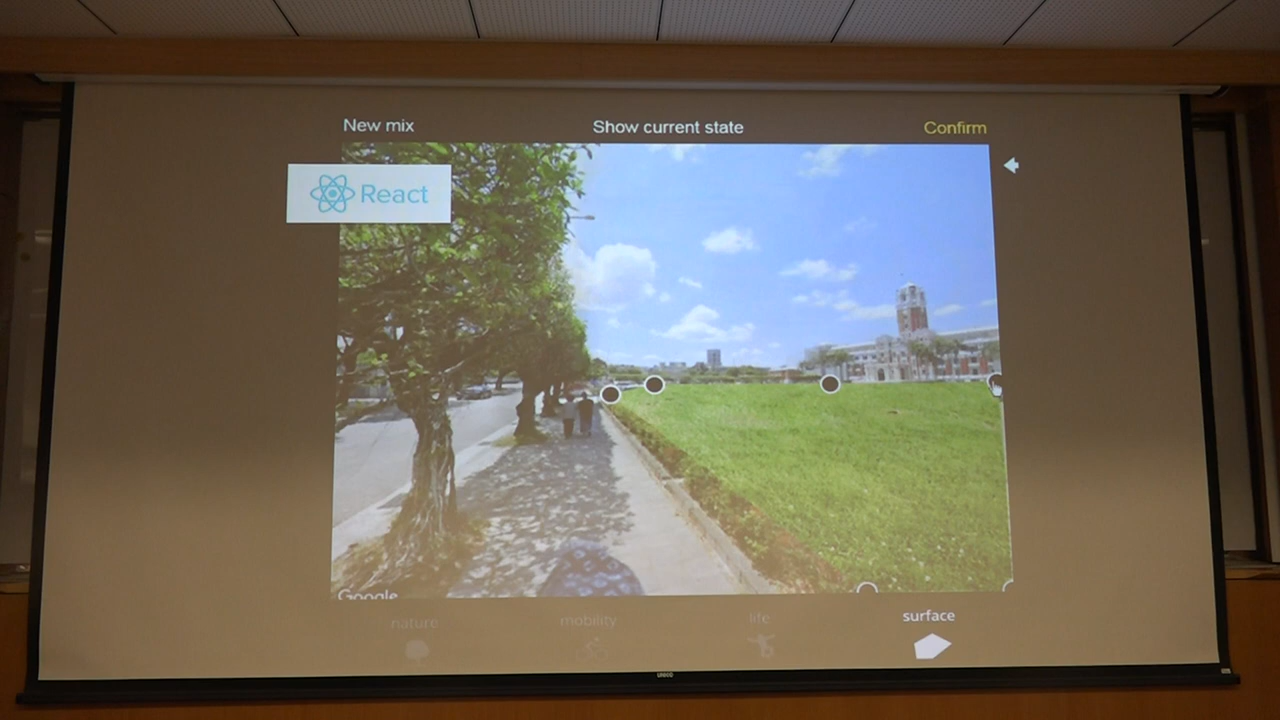 New mix
Show current state
Confirm
React
Google
nature
mobility
life
surface